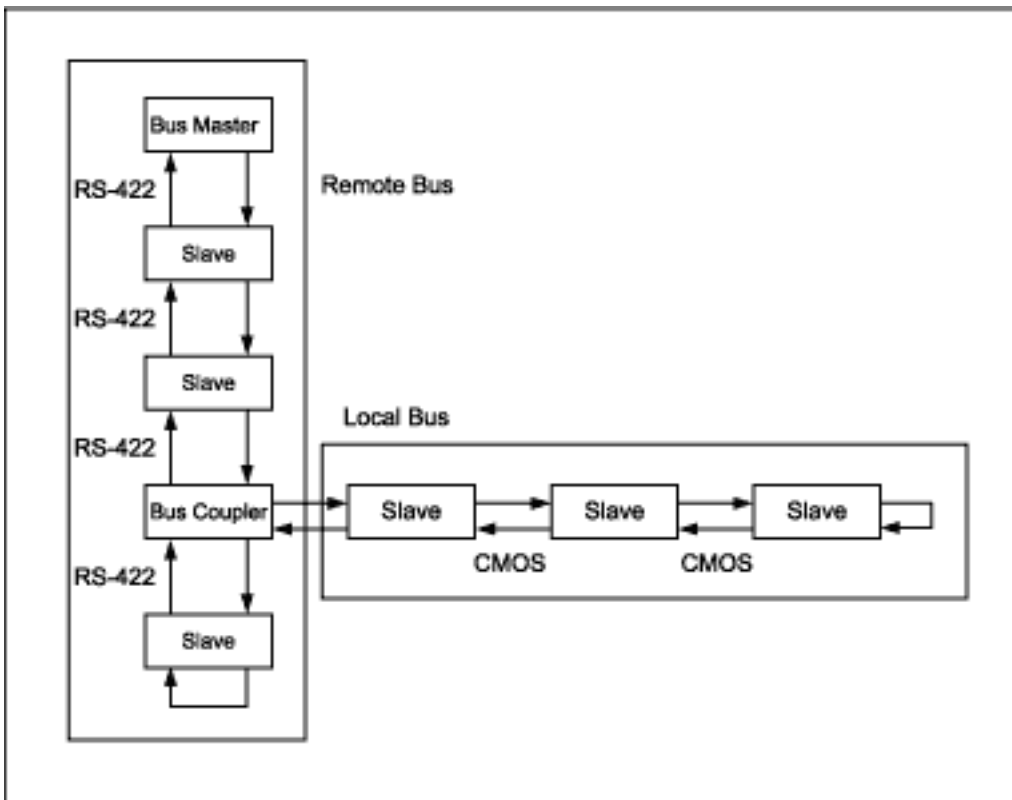 Bus Master
RS-422
Remote Bus
Slave
RS-422
Slave
Local Bus
RS-422
Bus Coupler
Slave
Slave
Slave
CMOS
CMOS
RS-422
Slave